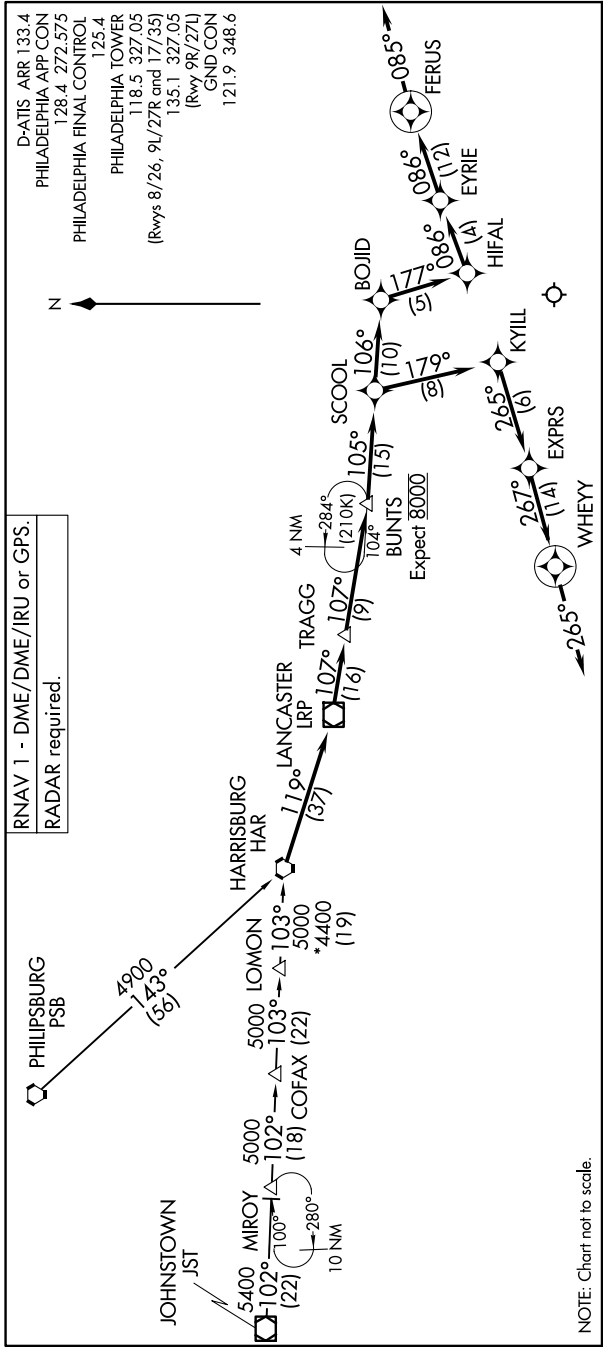 RNAV 1 - DME/DME/IRU or GPS.
RADAR required.
D-ATIS ARR 133.4
PHILADELPHIA APP CON
128.4 272.575
PHILADELPHIA FINAL CONTROL
125.4
PHILADELPHIA TOWER
118.5 327.05
(Rwys 8/26, 9L/27R and 17/35)
135.1 327.05
(Rwy 9R/27L)
GND CON
121.9 348.6
N
PHILIPSBURG
PSB
4900
143°
(56)
JOHNSTOWN
JST
5400
102°
(22)
MIROY
100°
280°
10 NM
5000
102°
(18)
COFAX
5000
103°
(22)
LOMON
103°
5000
*4400
(19)
HARRISBURG
HAR
119°
(37)
LANCASTER
LRP
107°
(16)
TRAGG
107°
(9)
4 NM
284°
(210K)
104°
BUNTS
Expect 8000
105°
(15)
SCOOL
106°
(10)
BOJID
177°
(5)
HIFAL
086°
(4)
EYRIE
086°
(12)
FERUS
085°
179°
(8)
KYILL
265°
(6)
EXPRS
267°
(14)
WHEYY
265°
NOTE: Chart not to scale.